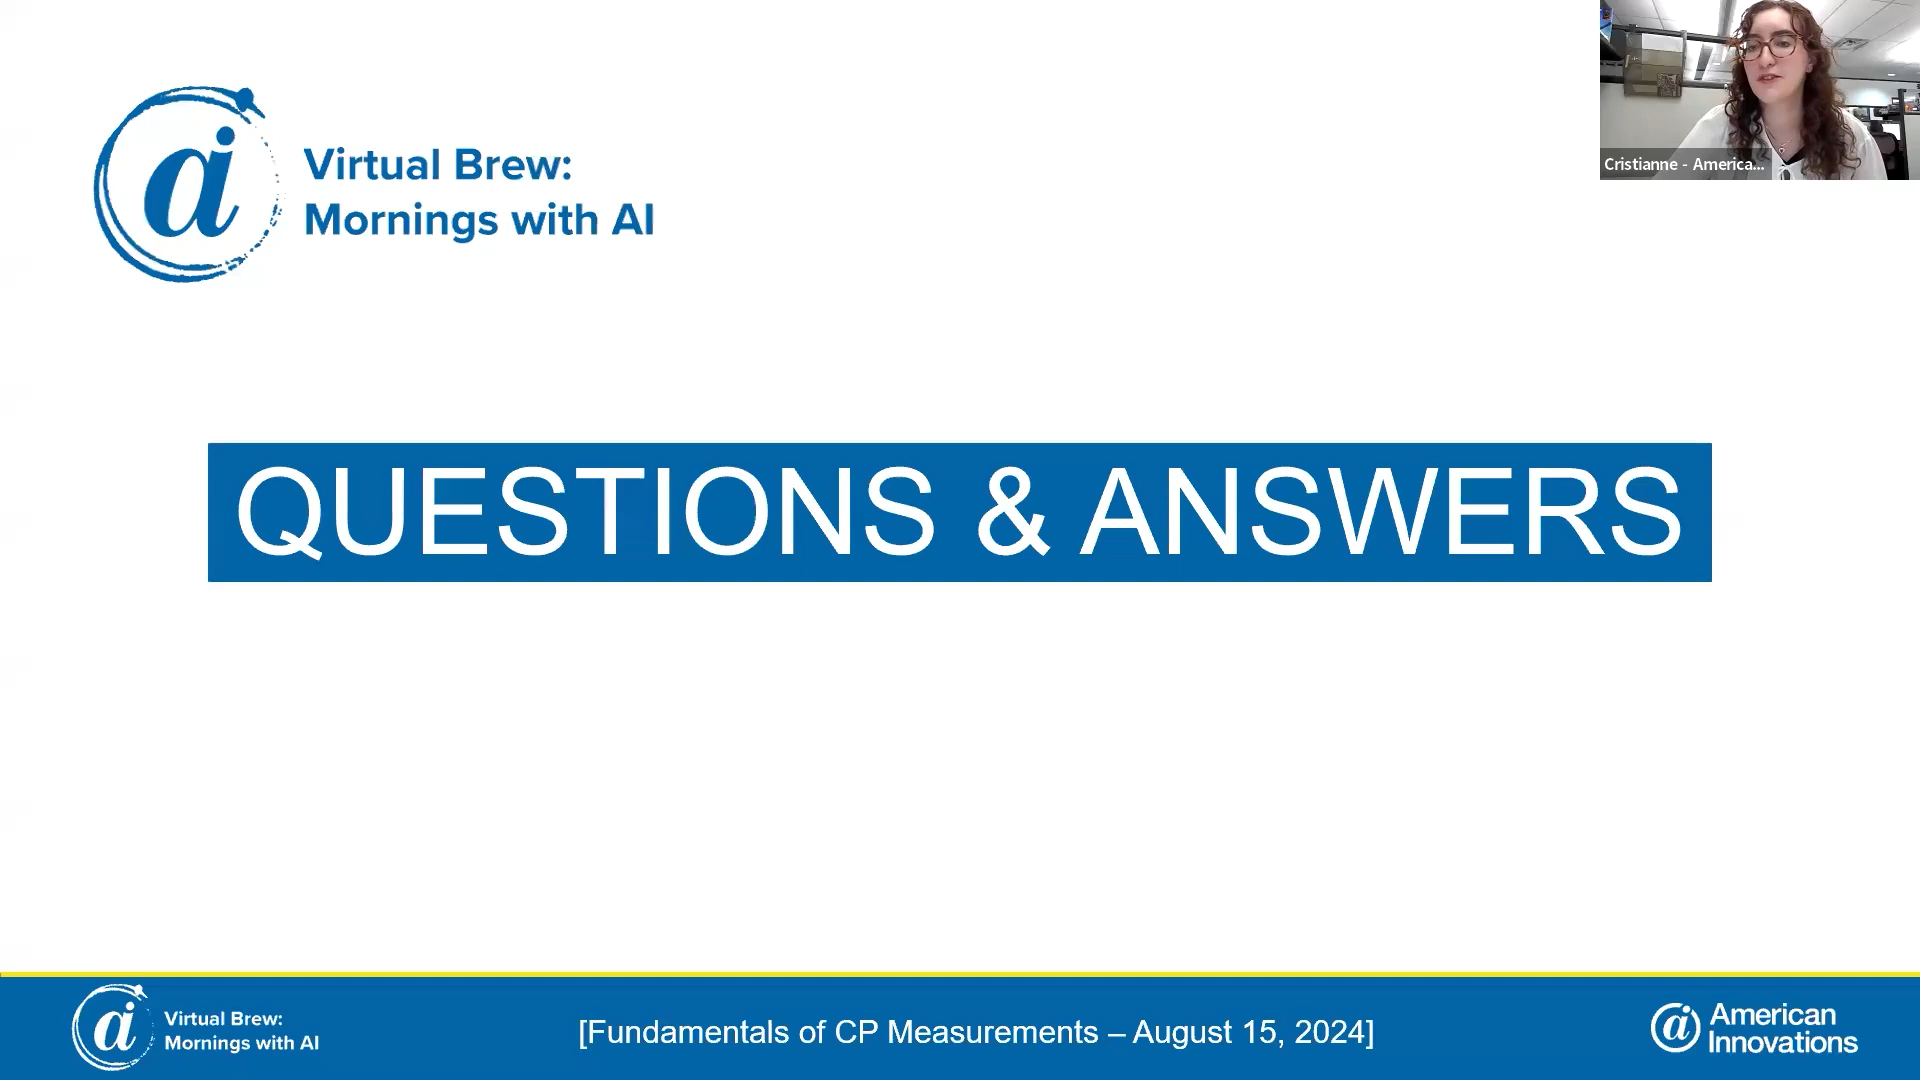 Cristianne - America...
Virtual Brew:
Mornings with AI
QUESTIONS & ANSWERS
Virtual Brew:
Mornings with AI
[Fundamentals of CP Measurements – August 15, 2024]
American
Innovations